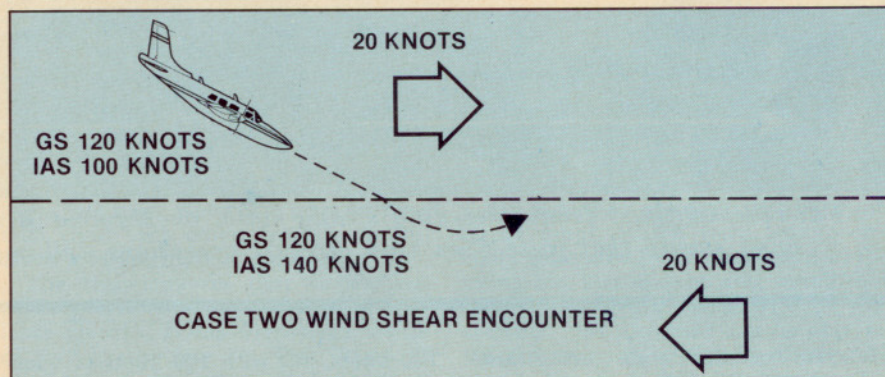 20 KNOTS
GS 120 KNOTS
IAS 100 KNOTS
GS 120 KNOTS
IAS 140 KNOTS
20 KNOTS
CASE TWO WIND SHEAR ENCOUNTER